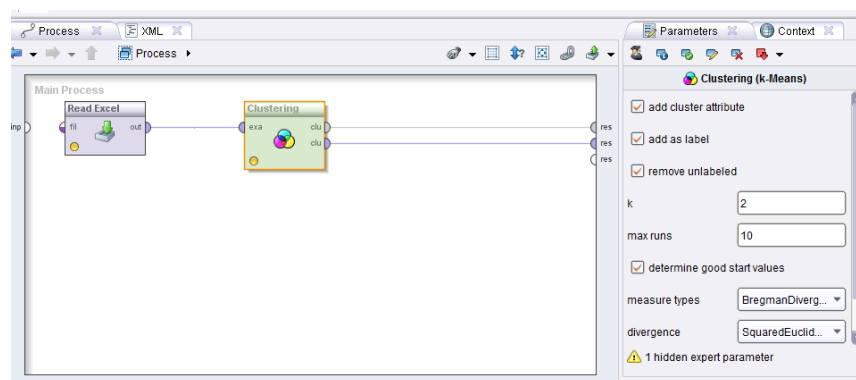 Process XML
Process
Main Process
Read Excel
inp fil out
Clustering
exa clu
clu
res
res
res
Parameters Context
Clustering (k-Means)
add cluster attribute
add as label
remove unlabeled
k 2
max runs 10
determine good start values
measure types BregmanDiverg...
divergence SquaredEuclid...
1 hidden expert parameter